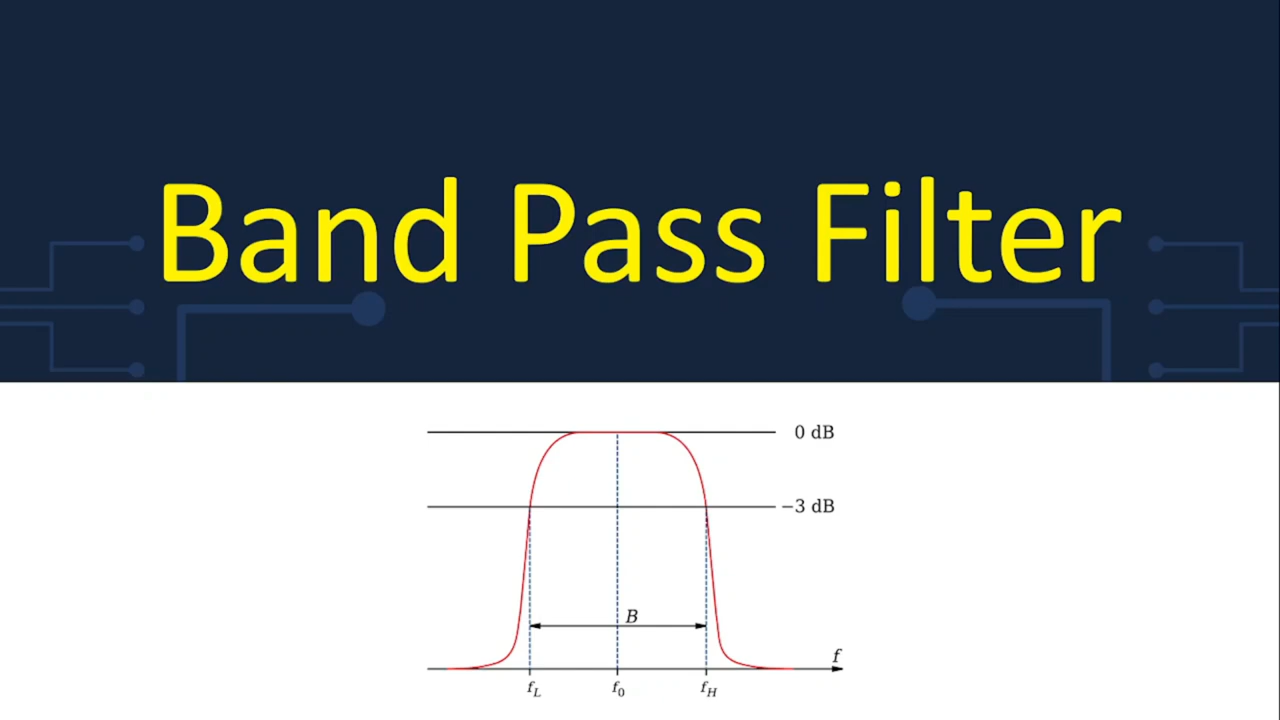 Band Pass Filter
0 dB
−3 dB
B
f
f_L f_0 f_H